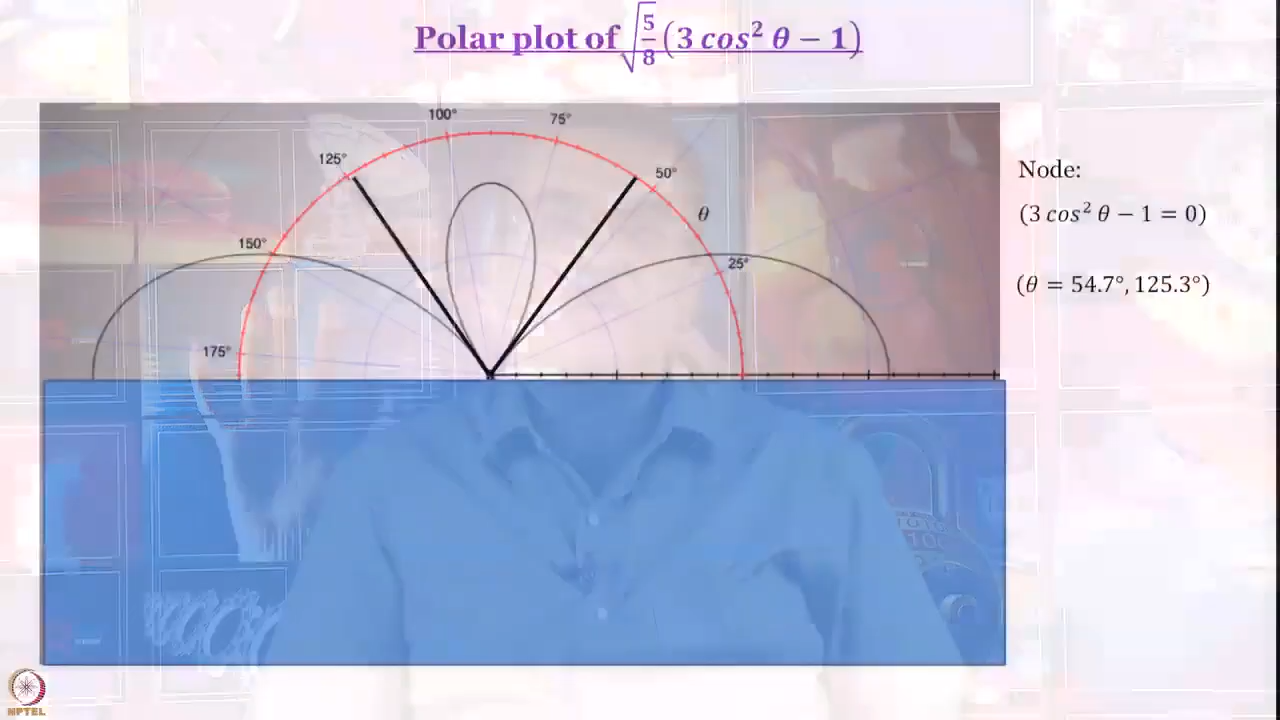 Polar plot of √5/8 (3 cos² θ − 1)
100°
75°
125°
50°
θ
150°
25°
175°
Node:
(3 cos² θ − 1 = 0)
(θ = 54.7°, 125.3°)
NPTEL